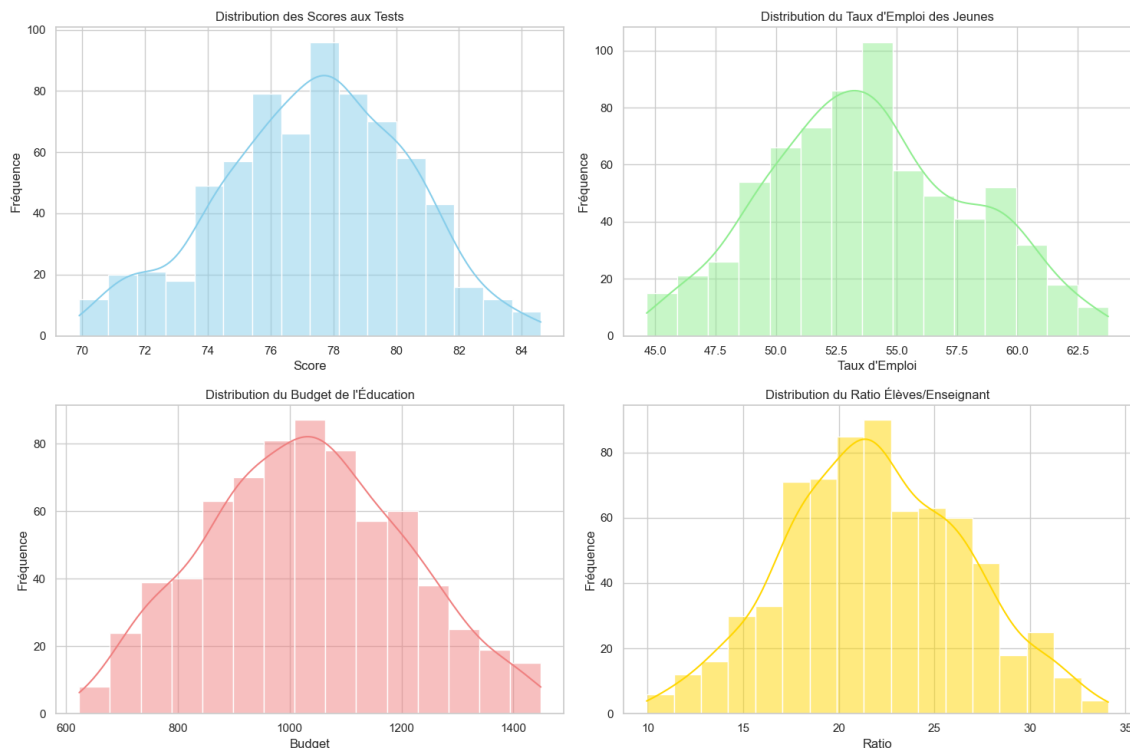 Distribution des Scores aux Tests
Fréquence
100
80
60
40
20
0
70 72 74 76 78 80 82 84
Score
Distribution du Taux d'Emploi des Jeunes
Fréquence
100
80
60
40
20
0
45.0 47.5 50.0 52.5 55.0 57.5 60.0 62.5
Taux d'Emploi
Distribution du Budget de l'Éducation
Fréquence
80
60
40
20
0
600 800 1000 1200 1400
Budget
Distribution du Ratio Élèves/Enseignant
Fréquence
80
60
40
20
0
10 15 20 25 30 35
Ratio